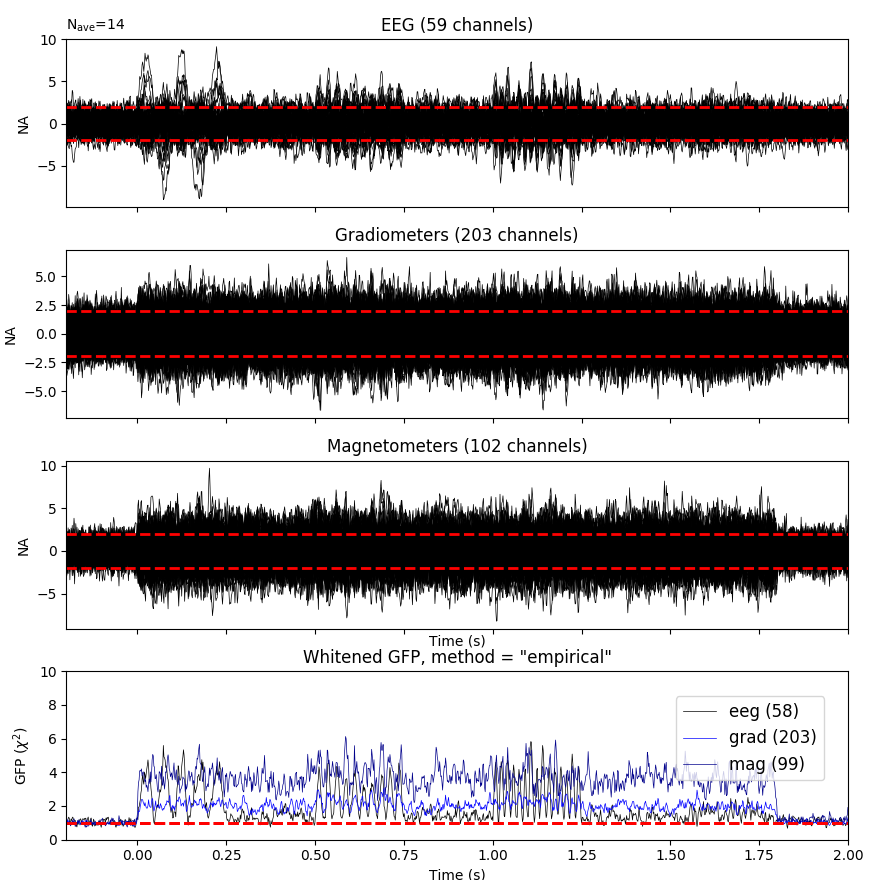 N_ave=14
EEG (59 channels)
10
5
0
−5
NA
Gradiometers (203 channels)
5.0
2.5
0.0
−2.5
−5.0
NA
Magnetometers (102 channels)
10
5
0
−5
NA
Time (s)
Whitened GFP, method = "empirical"
10
8
6
4
2
0
GFP (χ²)
eeg (58)
grad (203)
mag (99)
0.00 0.25 0.50 0.75 1.00 1.25 1.50 1.75 2.00
Time (s)